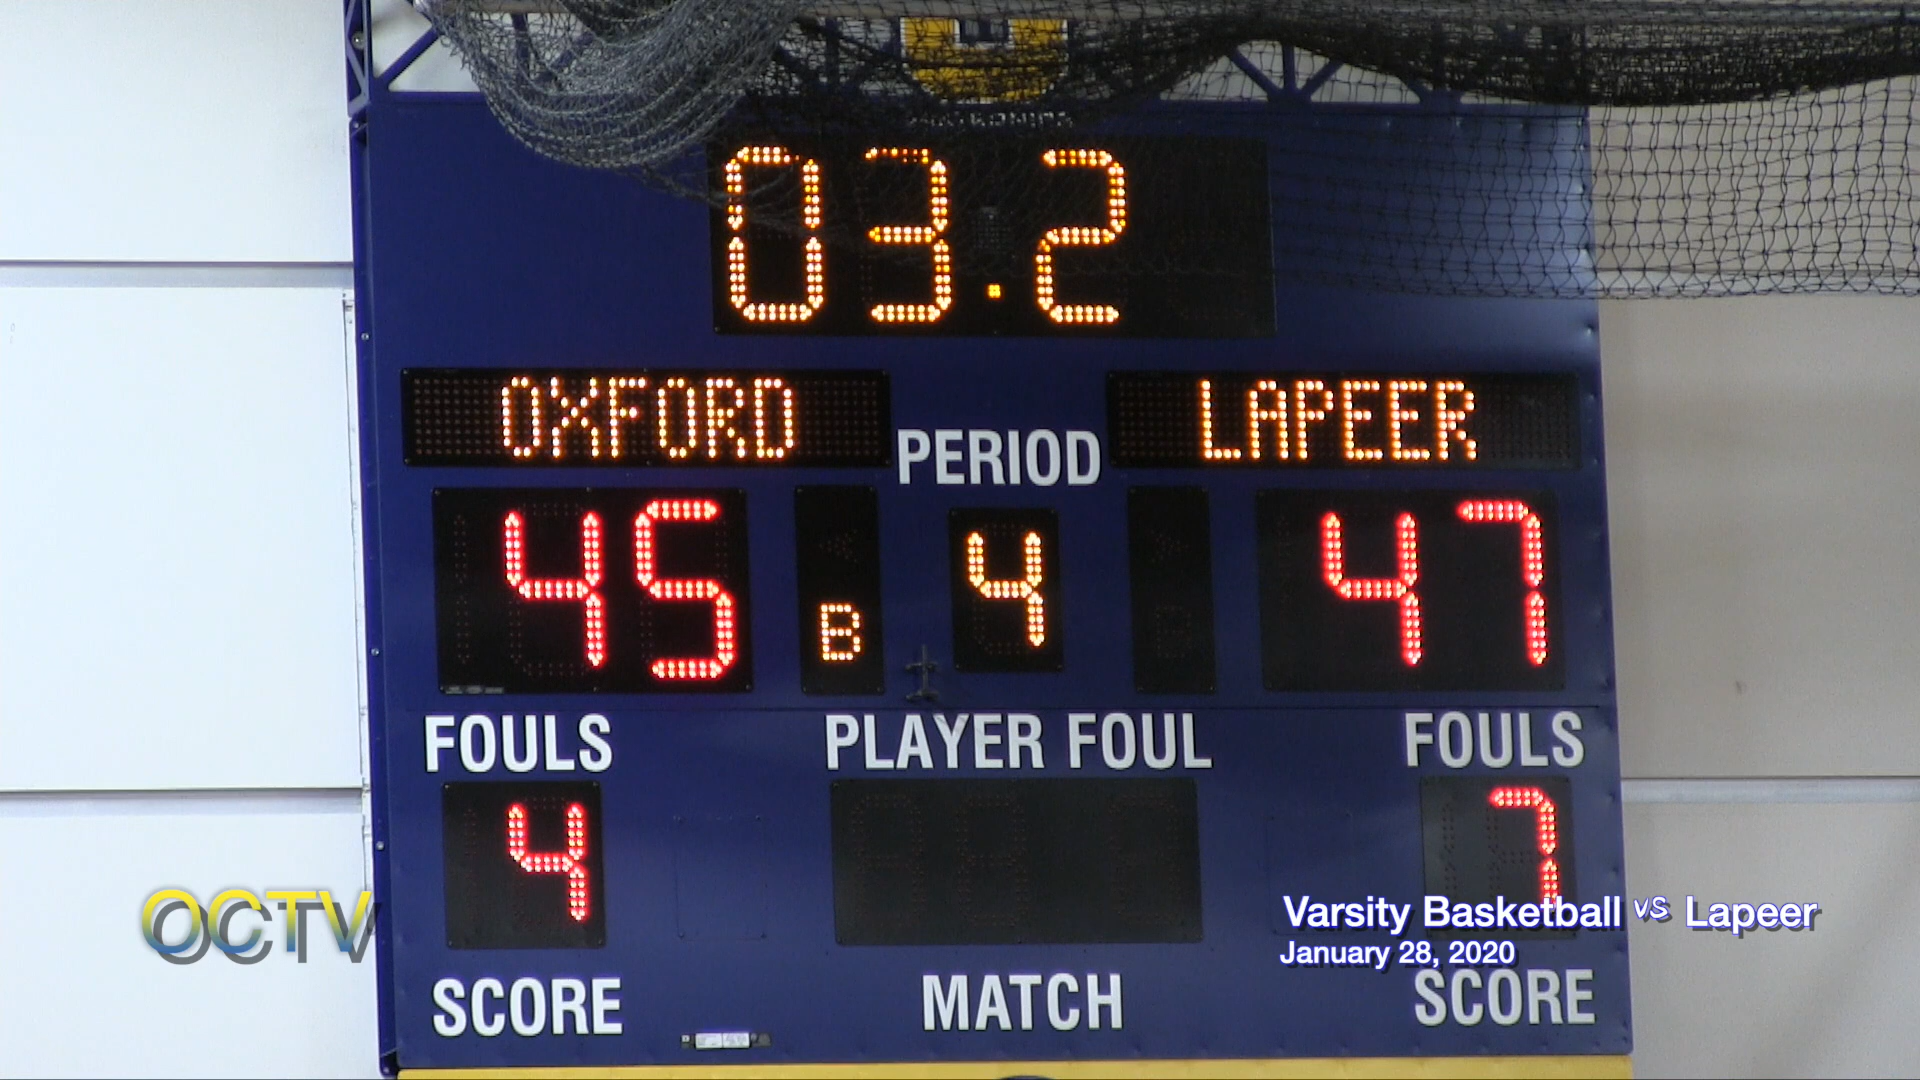 03.2
OXFORD
LAPEER
PERIOD
45
B
4
47
FOULS
PLAYER FOUL
FOULS
4
7
OCTV
Varsity Basketball vs Lapeer
January 28, 2020
SCORE
MATCH
SCORE